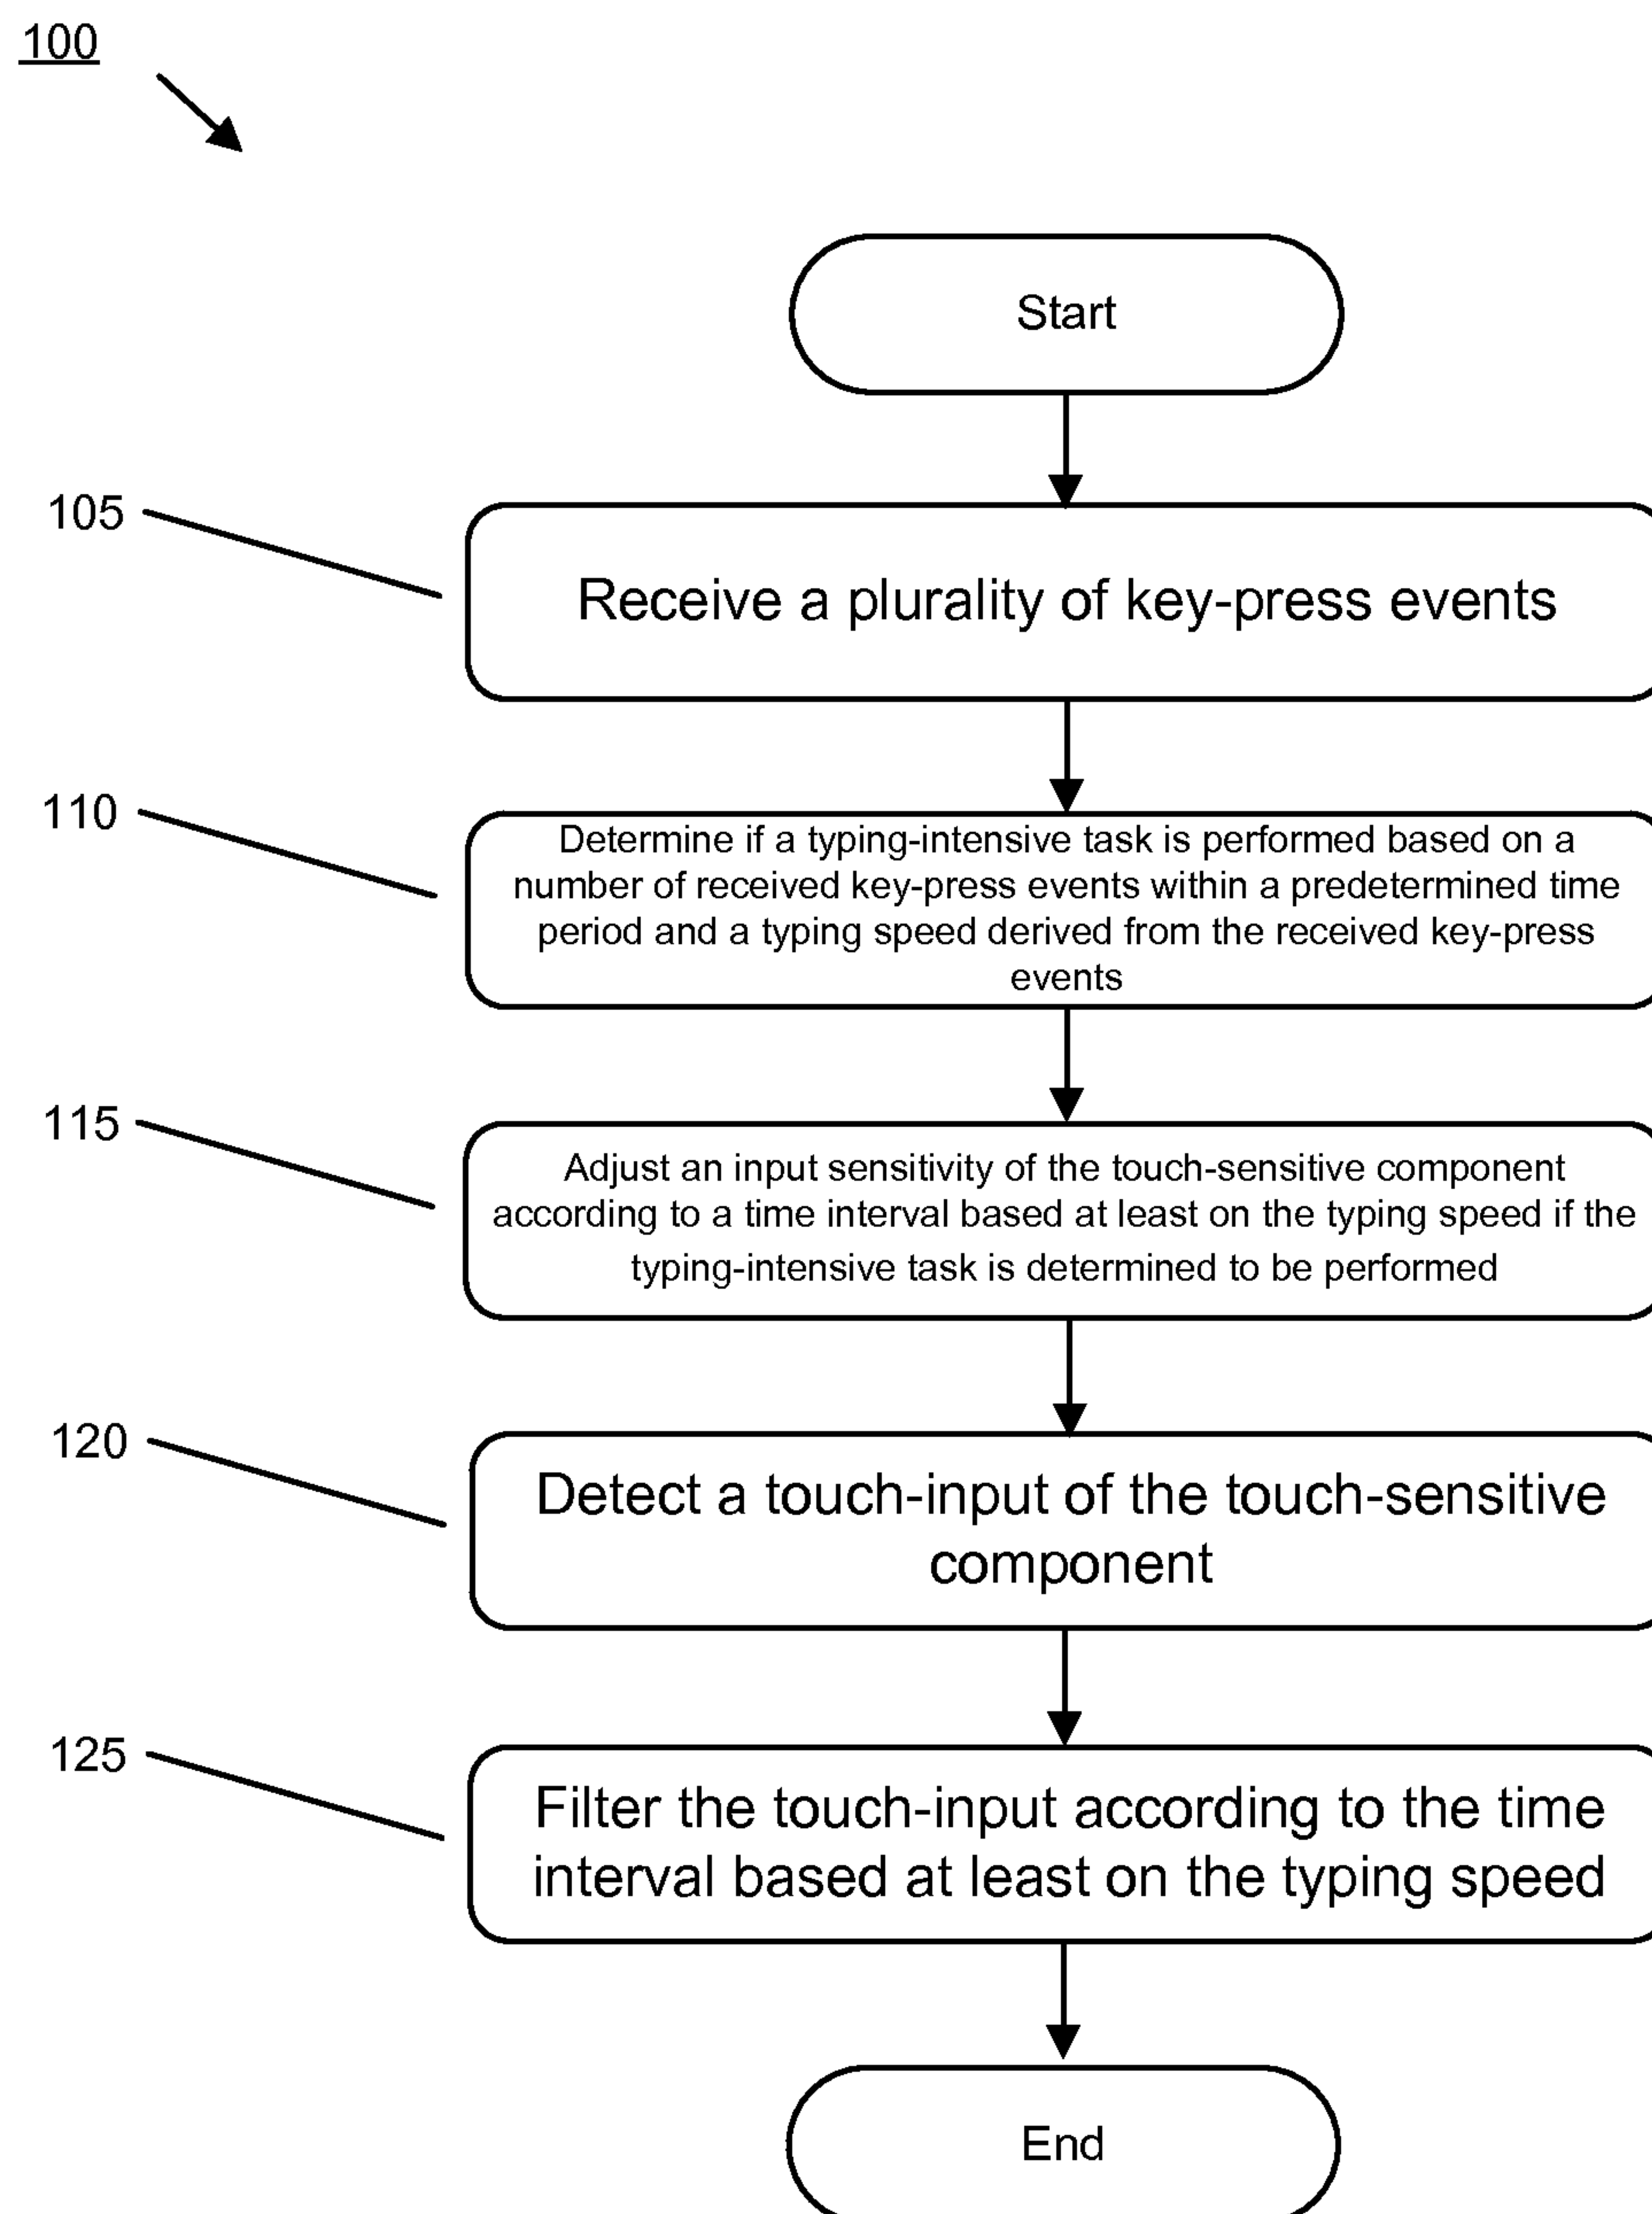 100
Start
105
Receive a plurality of key-press events
110
Determine if a typing-intensive task is performed based on a
number of received key-press events within a predetermined time
period and a typing speed derived from the received key-press
events
115
Adjust an input sensitivity of the touch-sensitive component
according to a time interval based at least on the typing speed if the
typing-intensive task is determined to be performed
120
Detect a touch-input of the touch-sensitive
component
125
Filter the touch-input according to the time
interval based at least on the typing speed
End